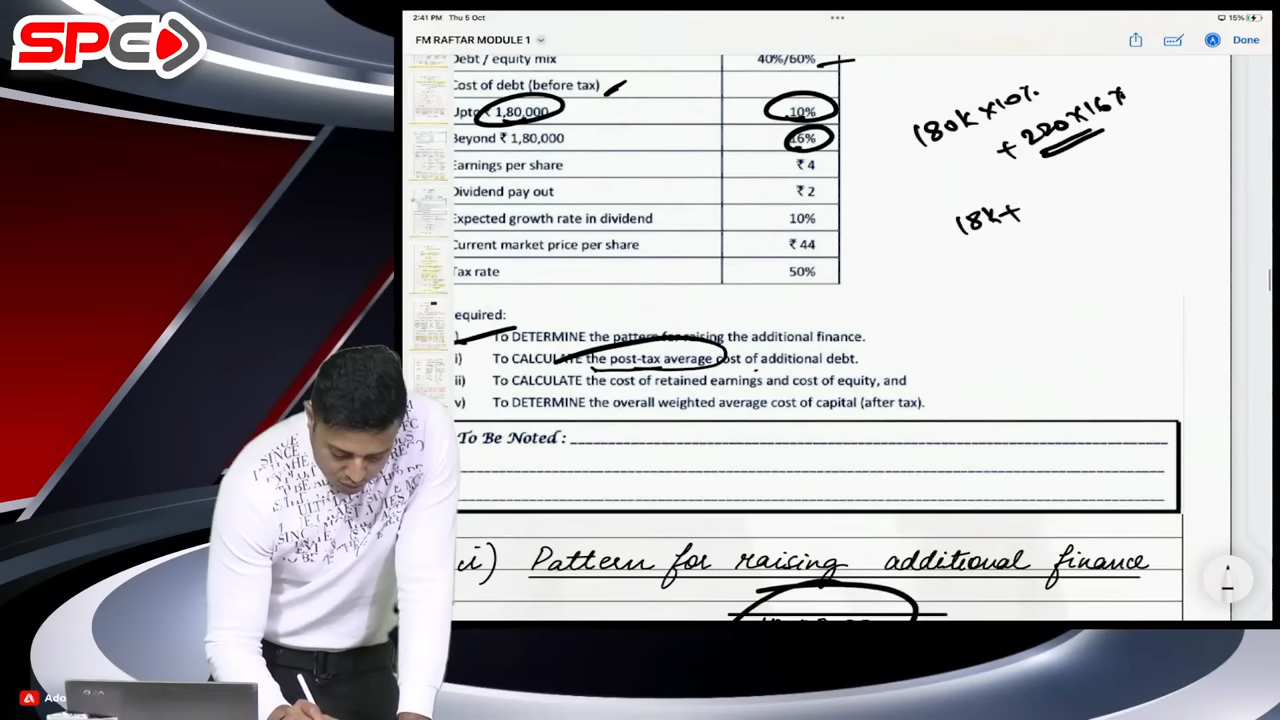 SPC
2:41 PM Thu 5 Oct
15%
FM RAFTAR MODULE 1
Done
Debt / equity mix 40%/60%
Cost of debt (before tax)
Upto ₹ 1,80,000 10%
Beyond ₹ 1,80,000 16%
Earnings per share ₹ 4
Dividend pay out ₹ 2
Expected growth rate in dividend 10%
Current market price per share ₹ 44
Tax rate 50%
180k×10%
+ 220×16%
18k+
equired:
To DETERMINE the pattern for raising the additional finance.
i) To CALCULATE the post-tax average cost of additional debt.
ii) To CALCULATE the cost of retained earnings and cost of equity, and
v) To DETERMINE the overall weighted average cost of capital (after tax).
To Be Noted :
i) Pattern for raising additional finance
Ado